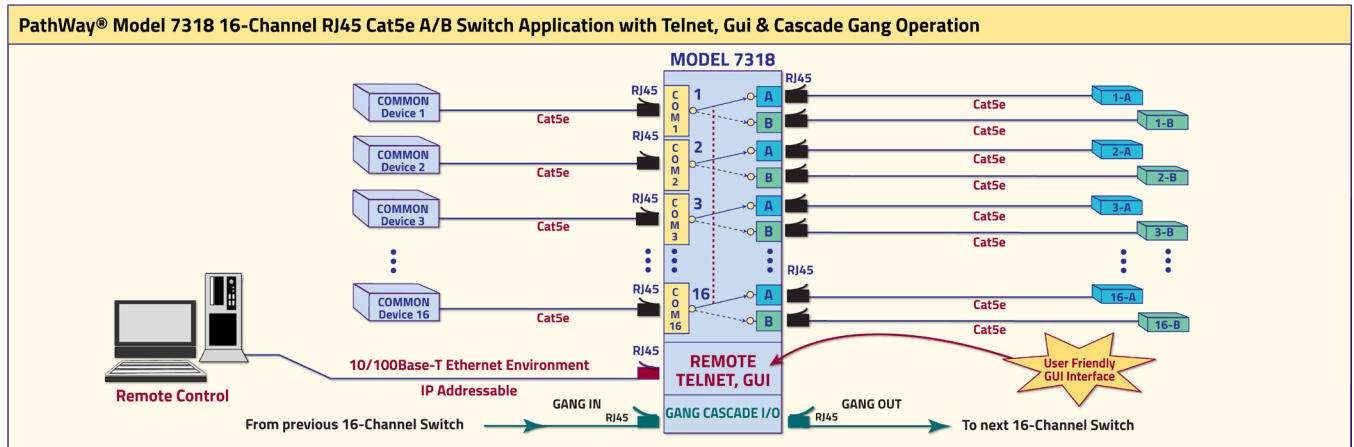 PathWay® Model 7318 16-Channel RJ45 Cat5e A/B Switch Application with Telnet, Gui & Cascade Gang Operation
MODEL 7318
RJ45
RJ45
COMMON
Device 1
Cat5e
COM1
1
A
B
Cat5e
1-A
Cat5e
1-B
RJ45
COMMON
Device 2
Cat5e
COM2
2
A
B
Cat5e
2-A
Cat5e
2-B
RJ45
COMMON
Device 3
Cat5e
COM3
3
A
B
Cat5e
3-A
Cat5e
3-B
RJ45
RJ45
COMMON
Device 16
Cat5e
COM16
16
A
B
Cat5e
16-A
Cat5e
16-B
Remote Control
10/100Base-T Ethernet Environment
IP Addressable
RJ45
REMOTE
TELNET, GUI
User Friendly
GUI Interface
From previous 16-Channel Switch
GANG IN
RJ45
GANG CASCADE I/O
RJ45
GANG OUT
To next 16-Channel Switch